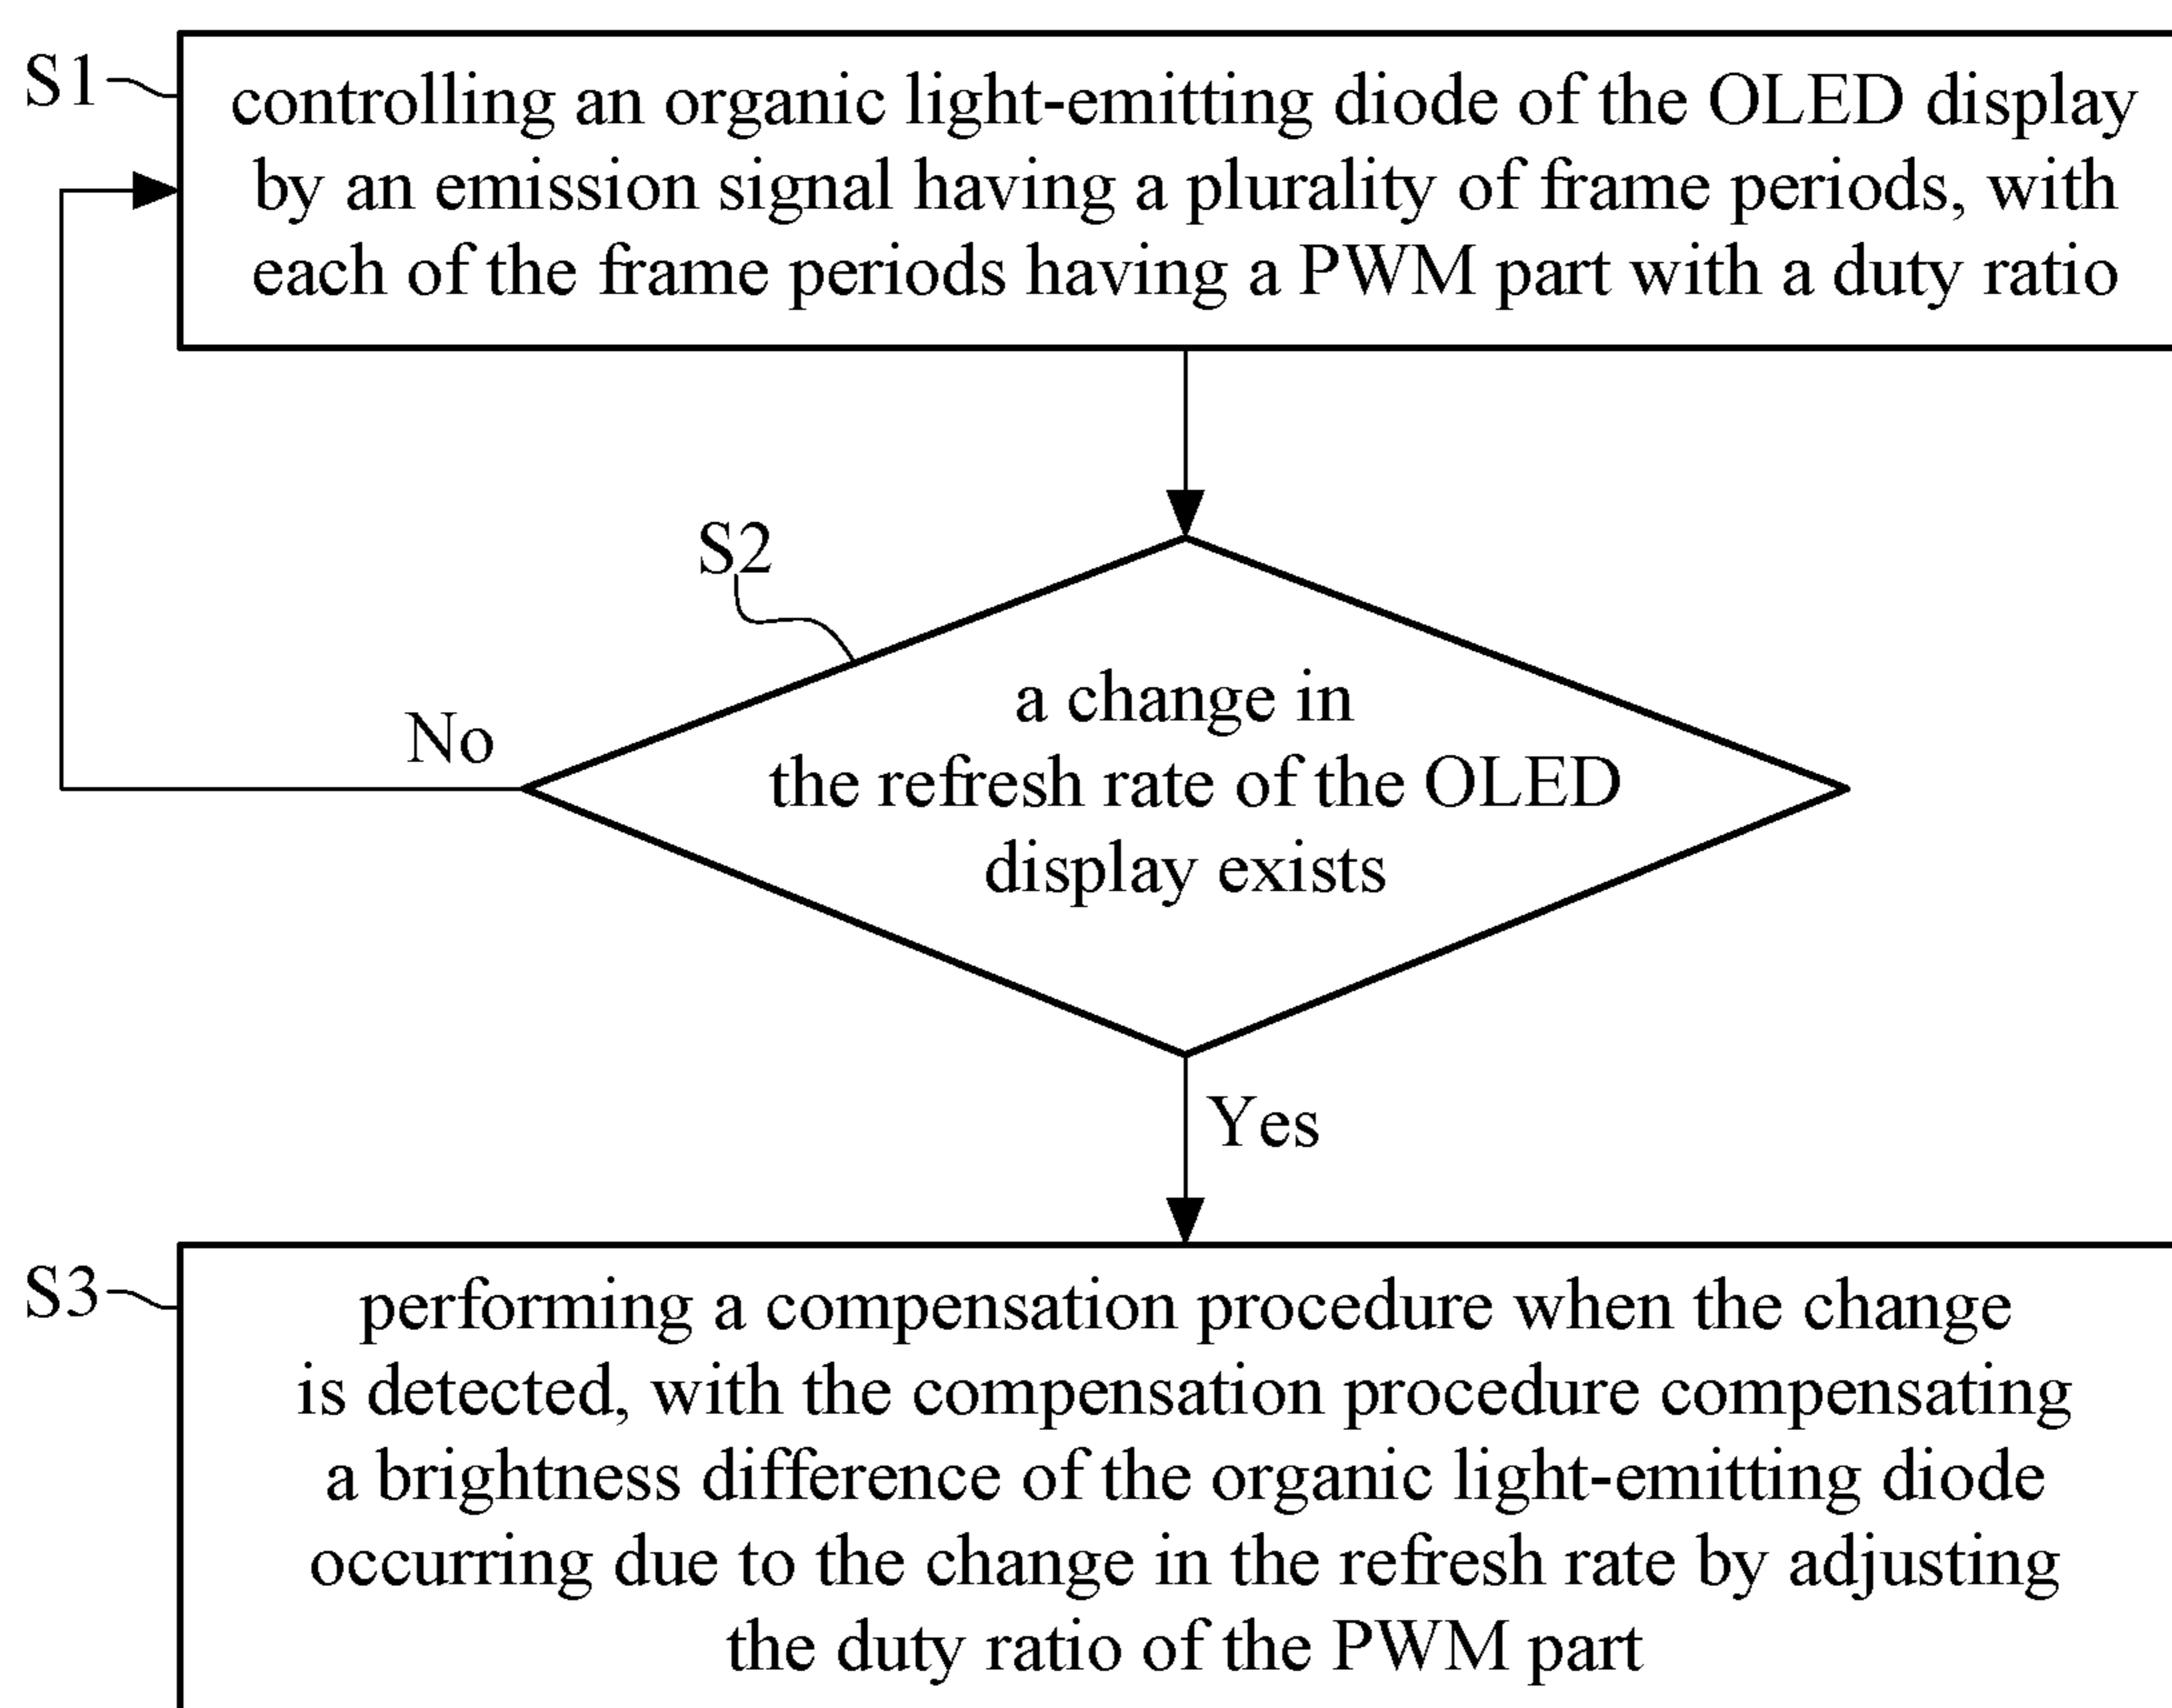 S1
controlling an organic light-emitting diode of the OLED display
by an emission signal having a plurality of frame periods, with
each of the frame periods having a PWM part with a duty ratio
S2
a change in
the refresh rate of the OLED
display exists
No
Yes
S3
performing a compensation procedure when the change
is detected, with the compensation procedure compensating
a brightness difference of the organic light-emitting diode
occurring due to the change in the refresh rate by adjusting
the duty ratio of the PWM part